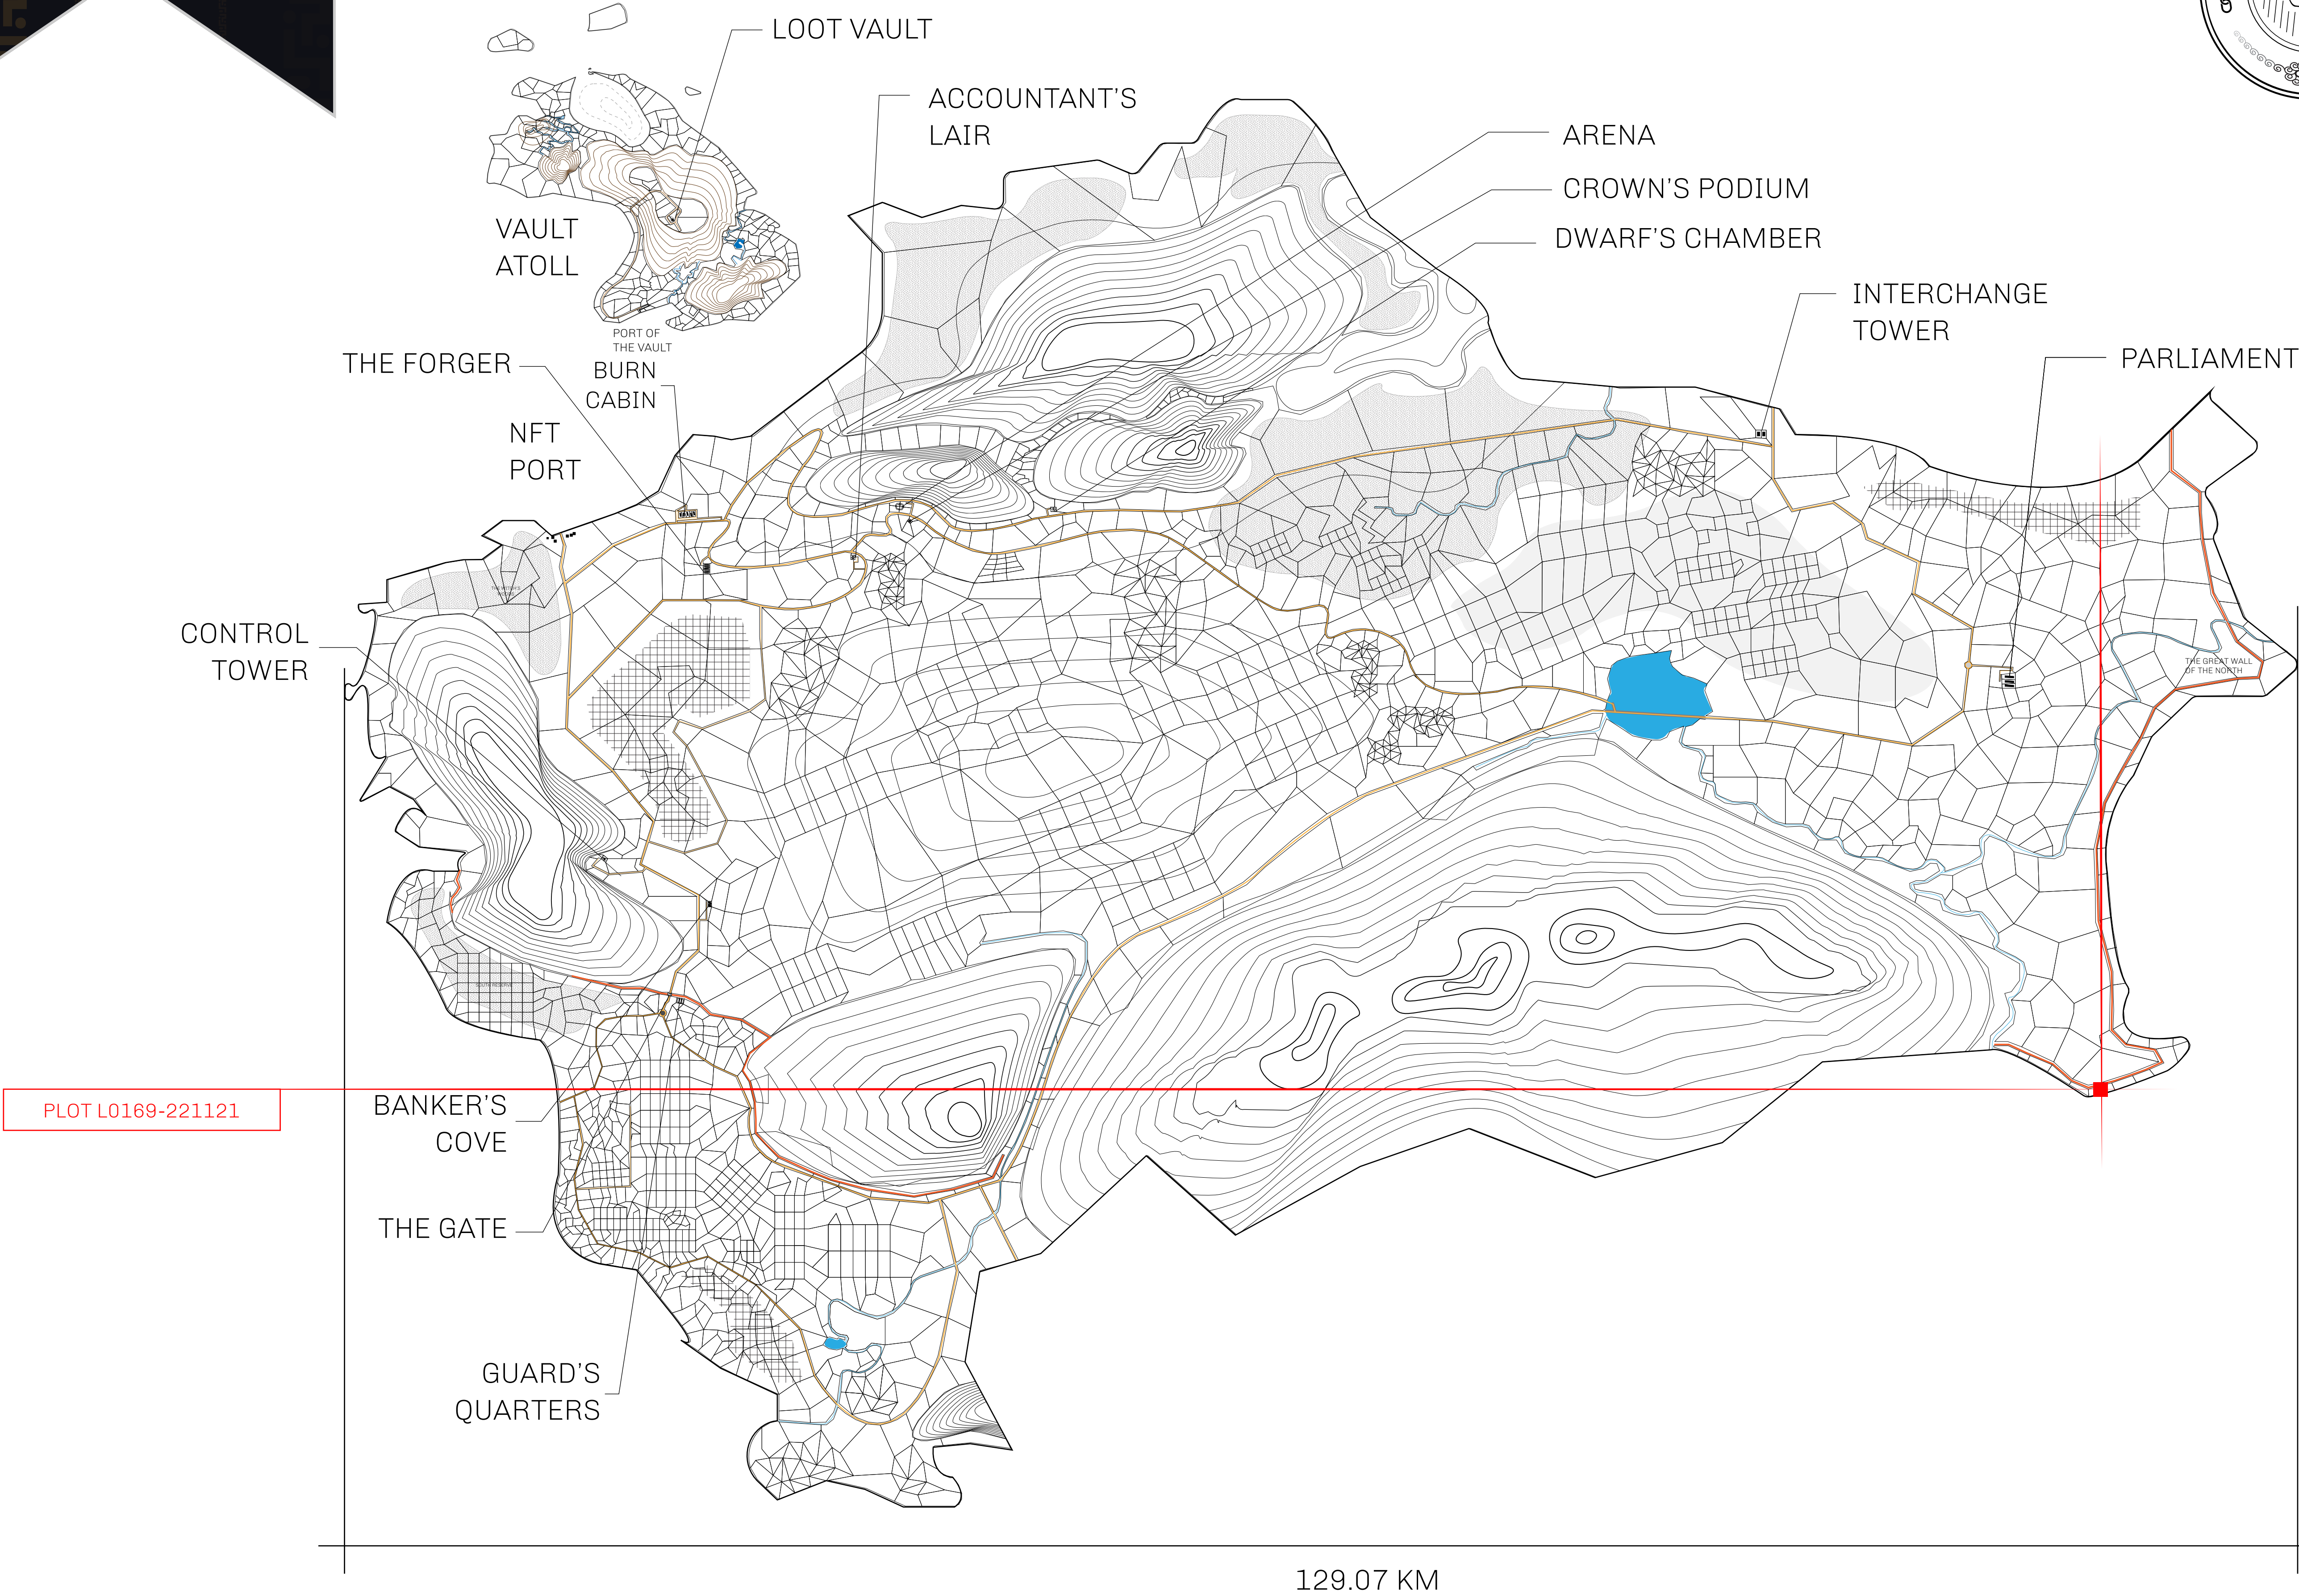 LOOT VAULT
ACCOUNTANT'S
LAIR
ARENA
CROWN'S PODIUM
DWARF'S CHAMBER
VAULT
ATOLL
INTERCHANGE
TOWER
PORT OF
THE VAULT
PARLIAMENT
THE FORGER
BURN
CABIN
NFT
PORT
CONTROL
TOWER
THE GREAT WALL
OF THE NORTH
SOUTH RESERVE
PLOT L0169-221121
BANKER'S
COVE
THE GATE
GUARD'S
QUARTERS
129.07 KM